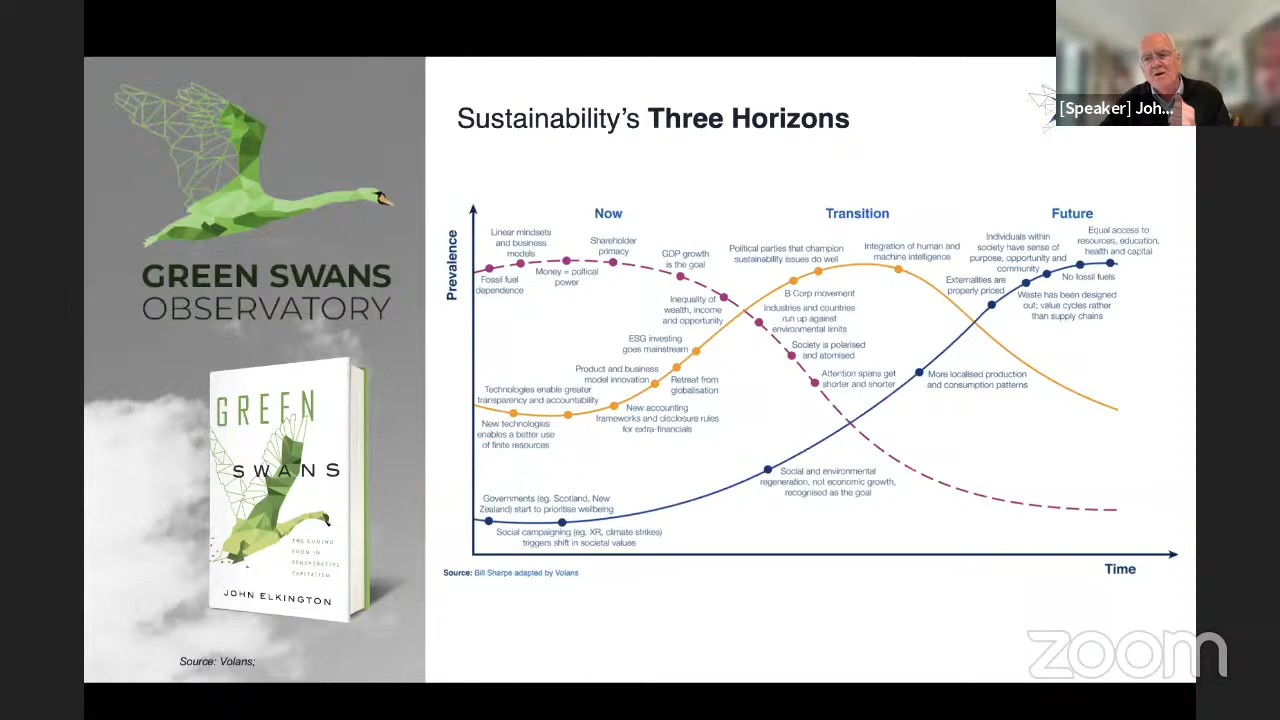 [Speaker] Joh...
GREEN SWANS
OBSERVATORY
GREEN
SWANS
THE COMING
BOOM IN
REGENERATIVE
CAPITALISM
JOHN ELKINGTON
Source: Volans;
Sustainability's Three Horizons
Now
Transition
Future
Prevalence
Linear mindsets
and business
models
Fossil fuel
dependence
Money = poltical
power
Shareholder
primacy
GDP growth
is the goal
Inequality of
wealth, income
and opportunity
Political parties that champion
sustainability issues do well
B Corp movement
Integration of human and
machine intelligence
Industries and countries
run up against
environmental limits
Society is polarised
and atomised
Attention spans get
shorter and shorter
ESG investing
goes mainstream
Product and business
model innovation
Retreat from
globalisation
Technologies enable greater
transparency and accountability
New technologies
enables a better use
of finite resources
New accounting
frameworks and disclosure rules
for extra-financials
Individuals within
society have sense of
purpose, opportunity and
community
Equal access to
resources, education,
health and capital
Externalities are
properly priced
No fossil fuels
Waste has been designed
out; value cycles rather
than supply chains
More localised production
and consumption patterns
Social and environmental
regeneration, not economic growth,
recognised as the goal
Governments (eg. Scotland, New
Zealand) start to prioritise wellbeing
Social campaigning (eg. XR, climate strikes)
triggers shift in societal values
Time
Source: Bill Sharpe adapted by Volans
zoom